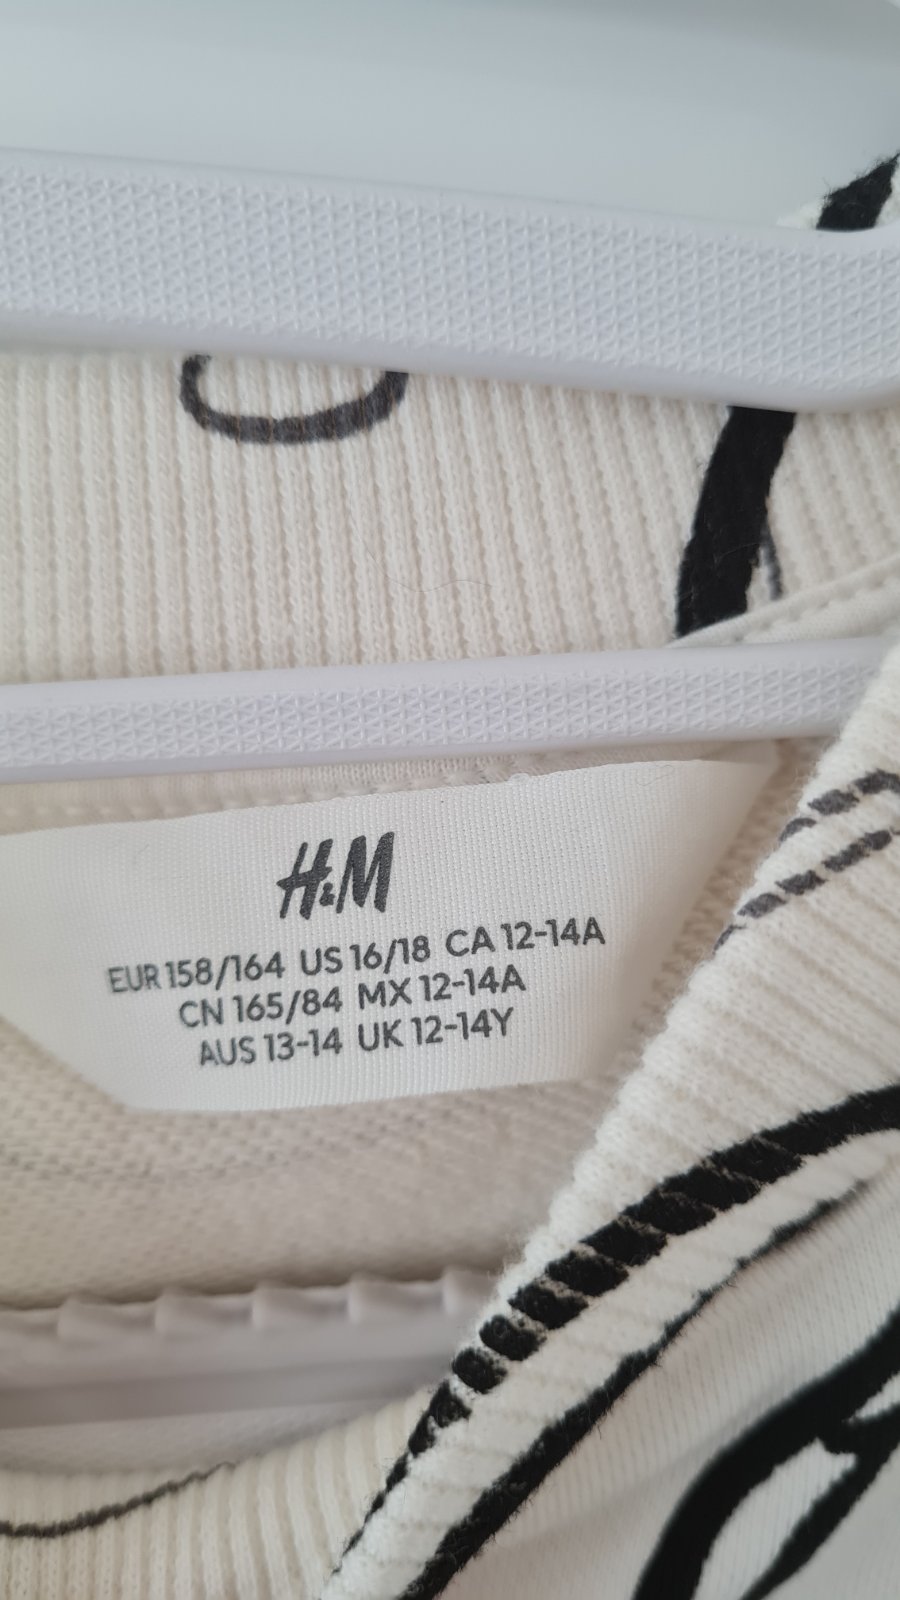 H&M
EUR 158/164 US 16/18 CA 12-14A
CN 165/84 MX 12-14A
AUS 13-14 UK 12-14Y